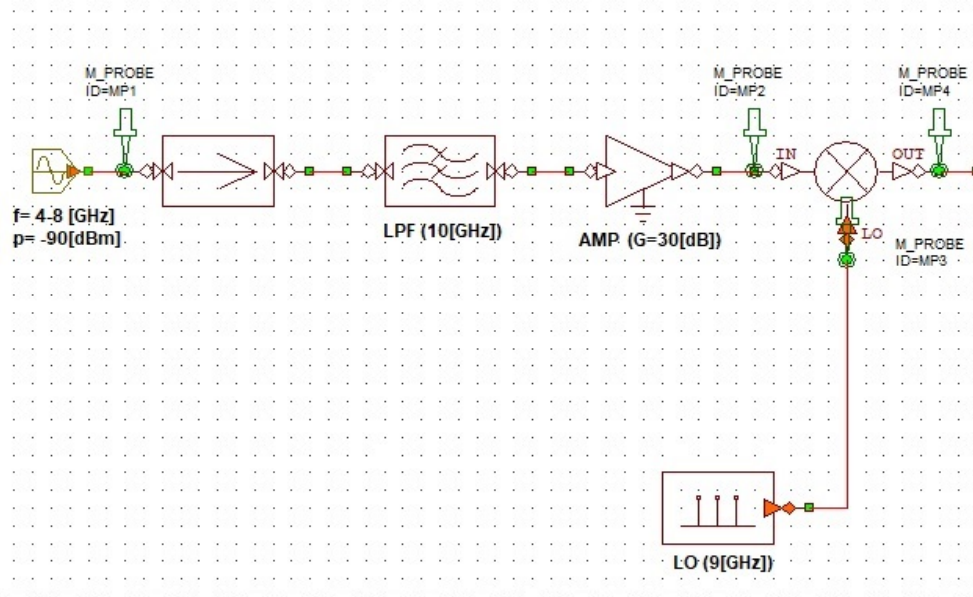 M_PROBE
ID=MP1
M_PROBE
ID=MP2
M_PROBE
ID=MP4
IN
OUT
f= 4-8 [GHz]
p= -90[dBm]
LPF (10[GHz])
AMP (G=30[dB])
LO
M_PROBE
ID=MP3
LO (9[GHz])